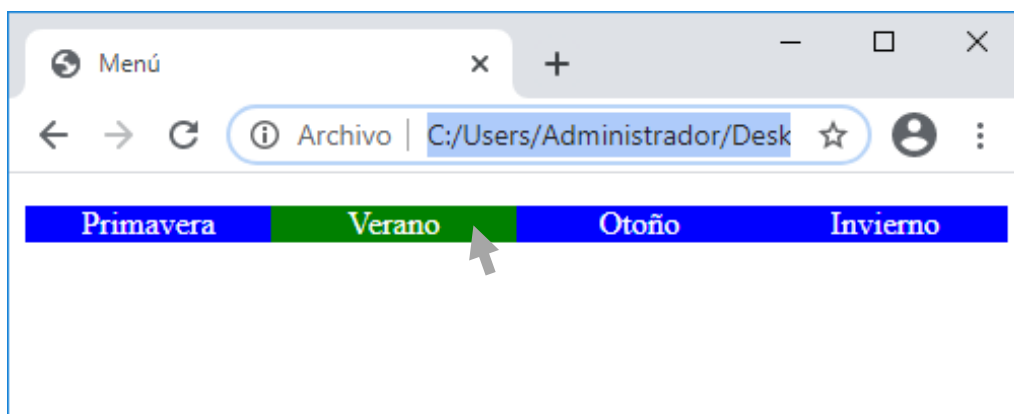 Menú
Archivo | C:/Users/Administrador/Desk
Primavera Verano Otoño Invierno